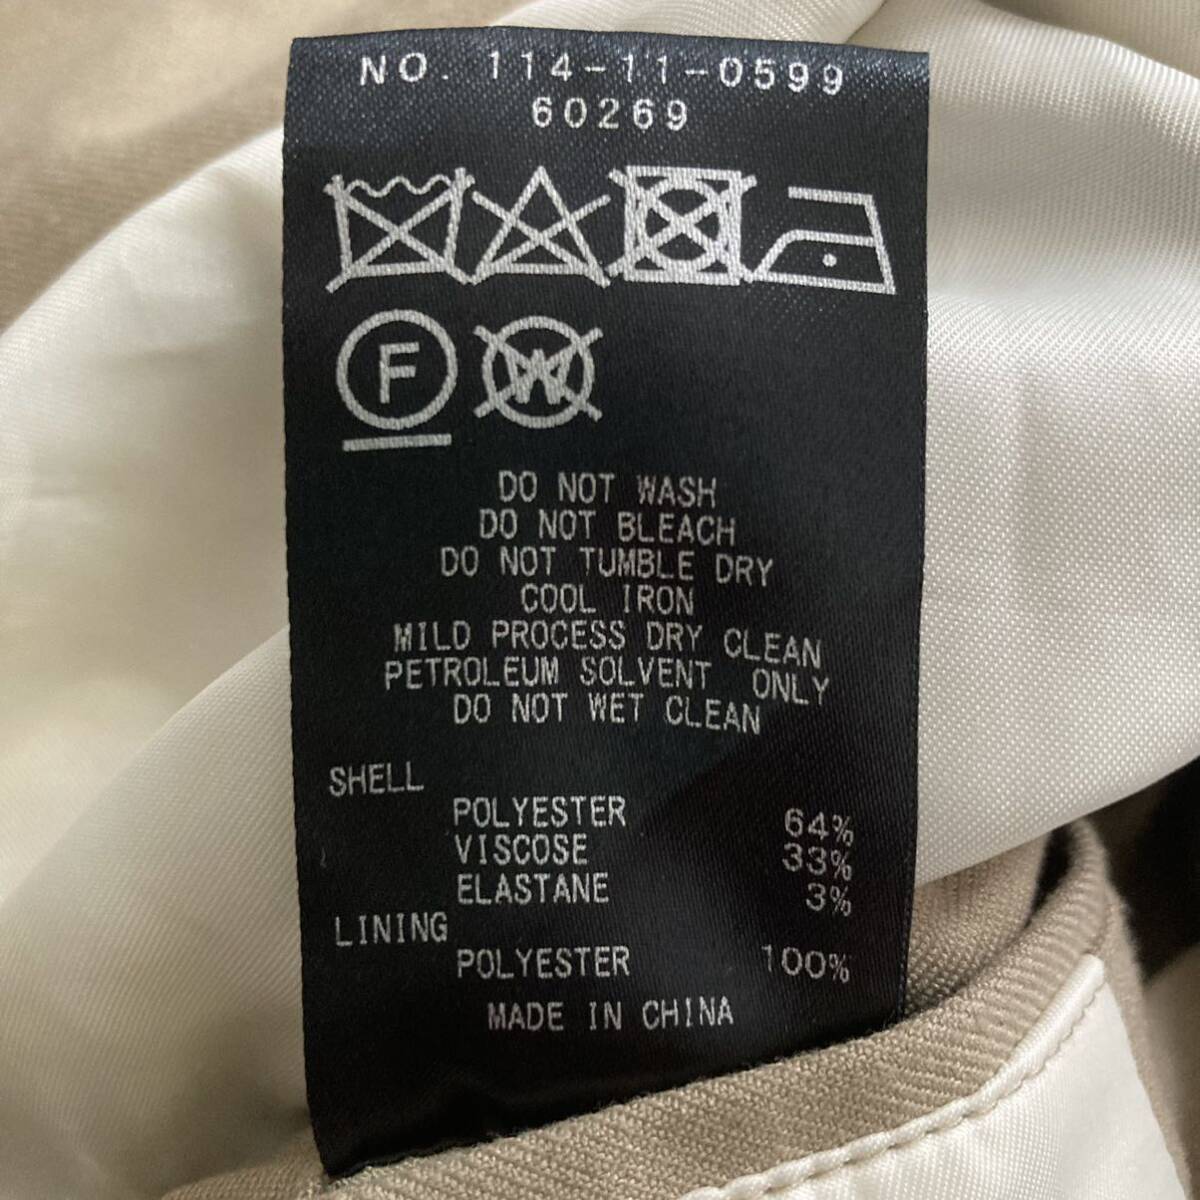 NO. 114-11-0599
60269
F W
DO NOT WASH
DO NOT BLEACH
DO NOT TUMBLE DRY
COOL IRON
MILD PROCESS DRY CLEAN
PETROLEUM SOLVENT ONLY
DO NOT WET CLEAN
SHELL
POLYESTER 64%
VISCOSE 33%
ELASTANE 3%
LINING
POLYESTER 100%
MADE IN CHINA